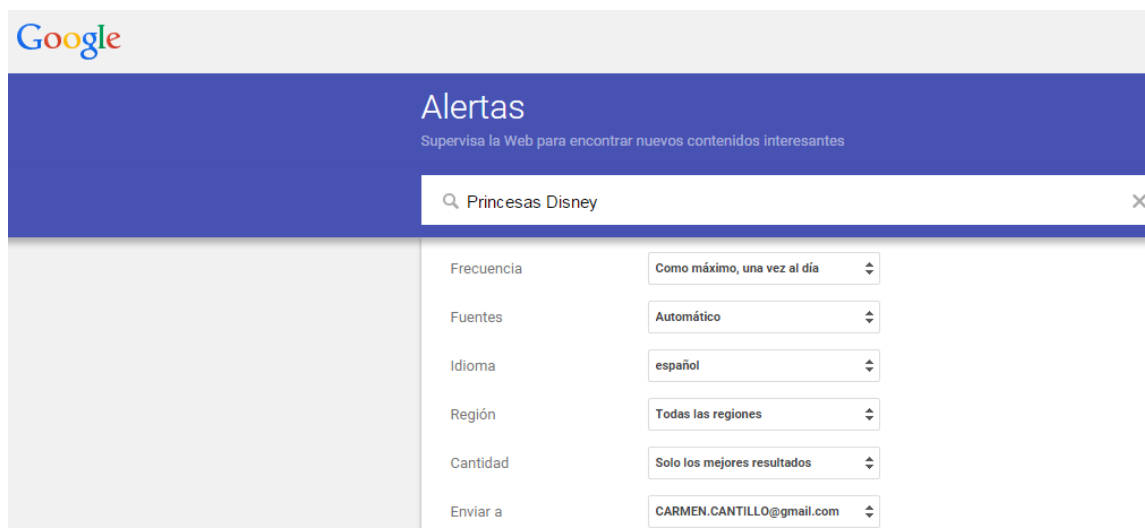 Google
Alertas
Supervisa la Web para encontrar nuevos contenidos interesantes
Princesas Disney
Frecuencia Como máximo, una vez al día
Fuentes Automático
Idioma español
Región Todas las regiones
Cantidad Solo los mejores resultados
Enviar a CARMEN.CANTILLO@gmail.com